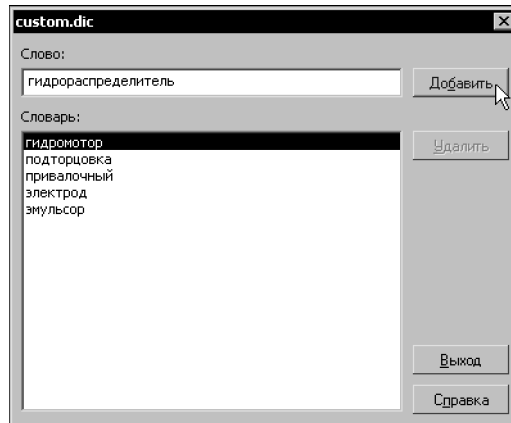 custom.dic
Слово:
гидрораспределитель
Добавить
Словарь:
гидромотор
Удалить
подторцовка
привалочный
электрод
эмульсор
Выход
Справка